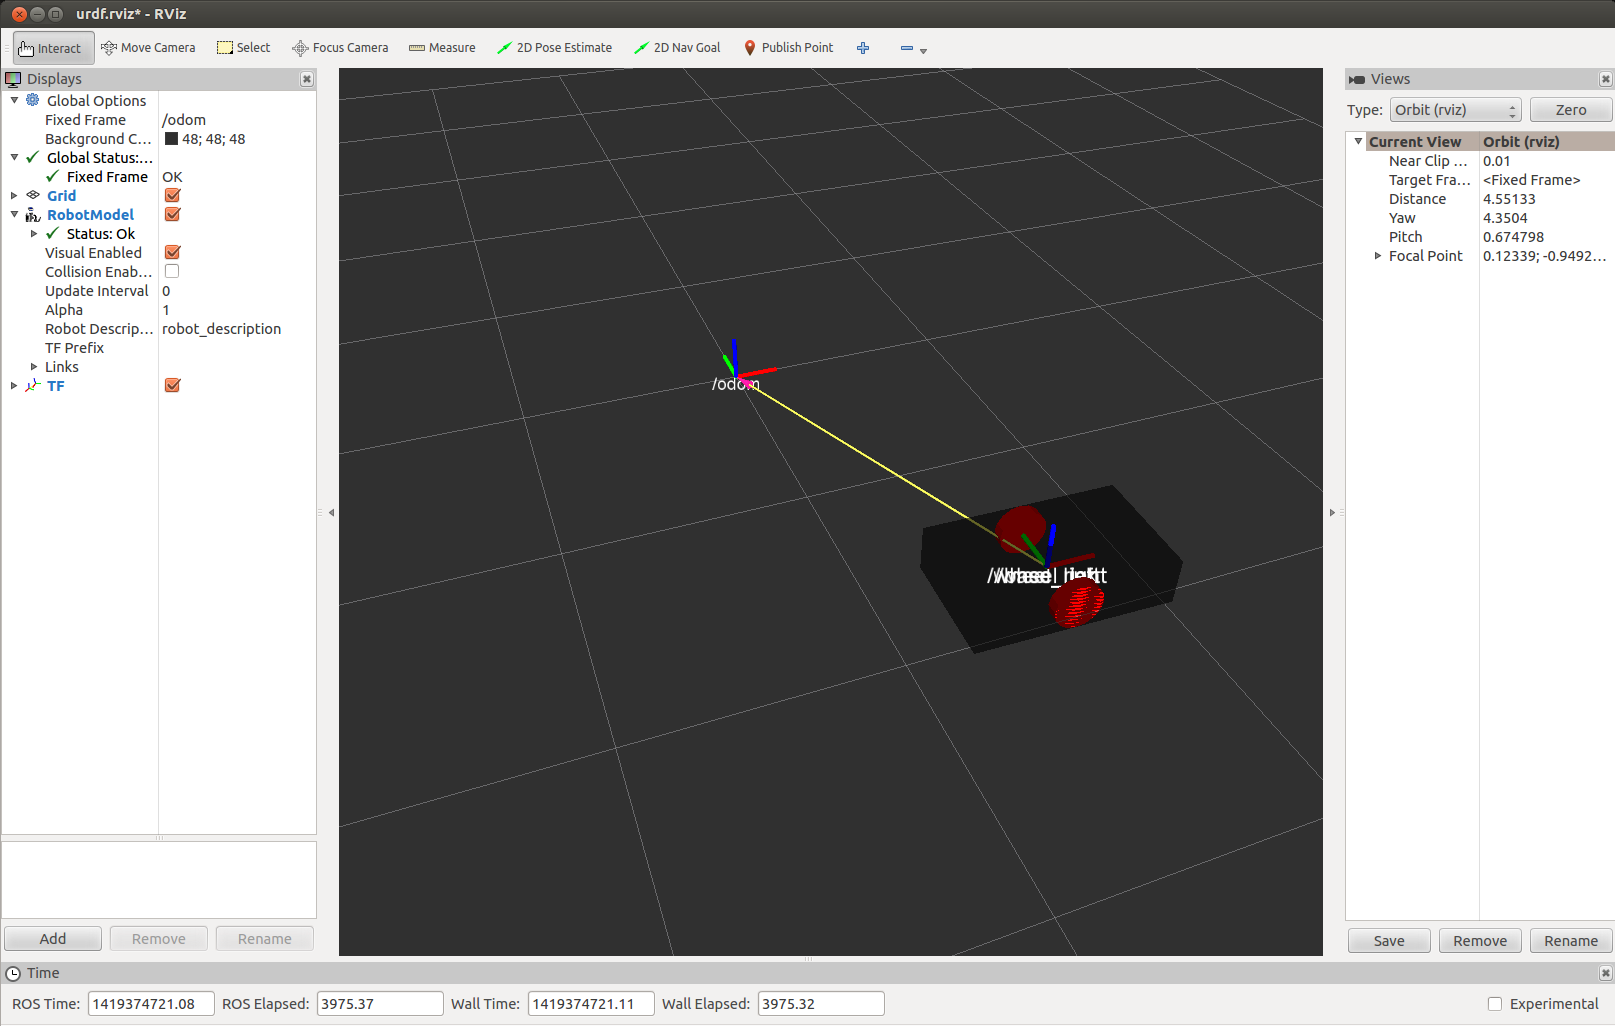 urdf.rviz* - RViz
Interact Move Camera Select Focus Camera Measure 2D Pose Estimate 2D Nav Goal Publish Point
Displays
Global Options
Fixed Frame /odom
Background C... 48; 48; 48
Global Status:...
Fixed Frame OK
Grid
RobotModel
Status: Ok
Visual Enabled
Collision Enab...
Update Interval 0
Alpha 1
Robot Descrip... robot_description
TF Prefix
Links
TF
Add Remove Rename
/odom
Views
Type: Orbit (rviz) Zero
Current View Orbit (rviz)
Near Clip ... 0.01
Target Fra... <Fixed Frame>
Distance 4.55133
Yaw 4.3504
Pitch 0.674798
Focal Point 0.12339; -0.9492...
Save Remove Rename
Time
ROS Time: 1419374721.08 ROS Elapsed: 3975.37 Wall Time: 1419374721.11 Wall Elapsed: 3975.32 Experimental